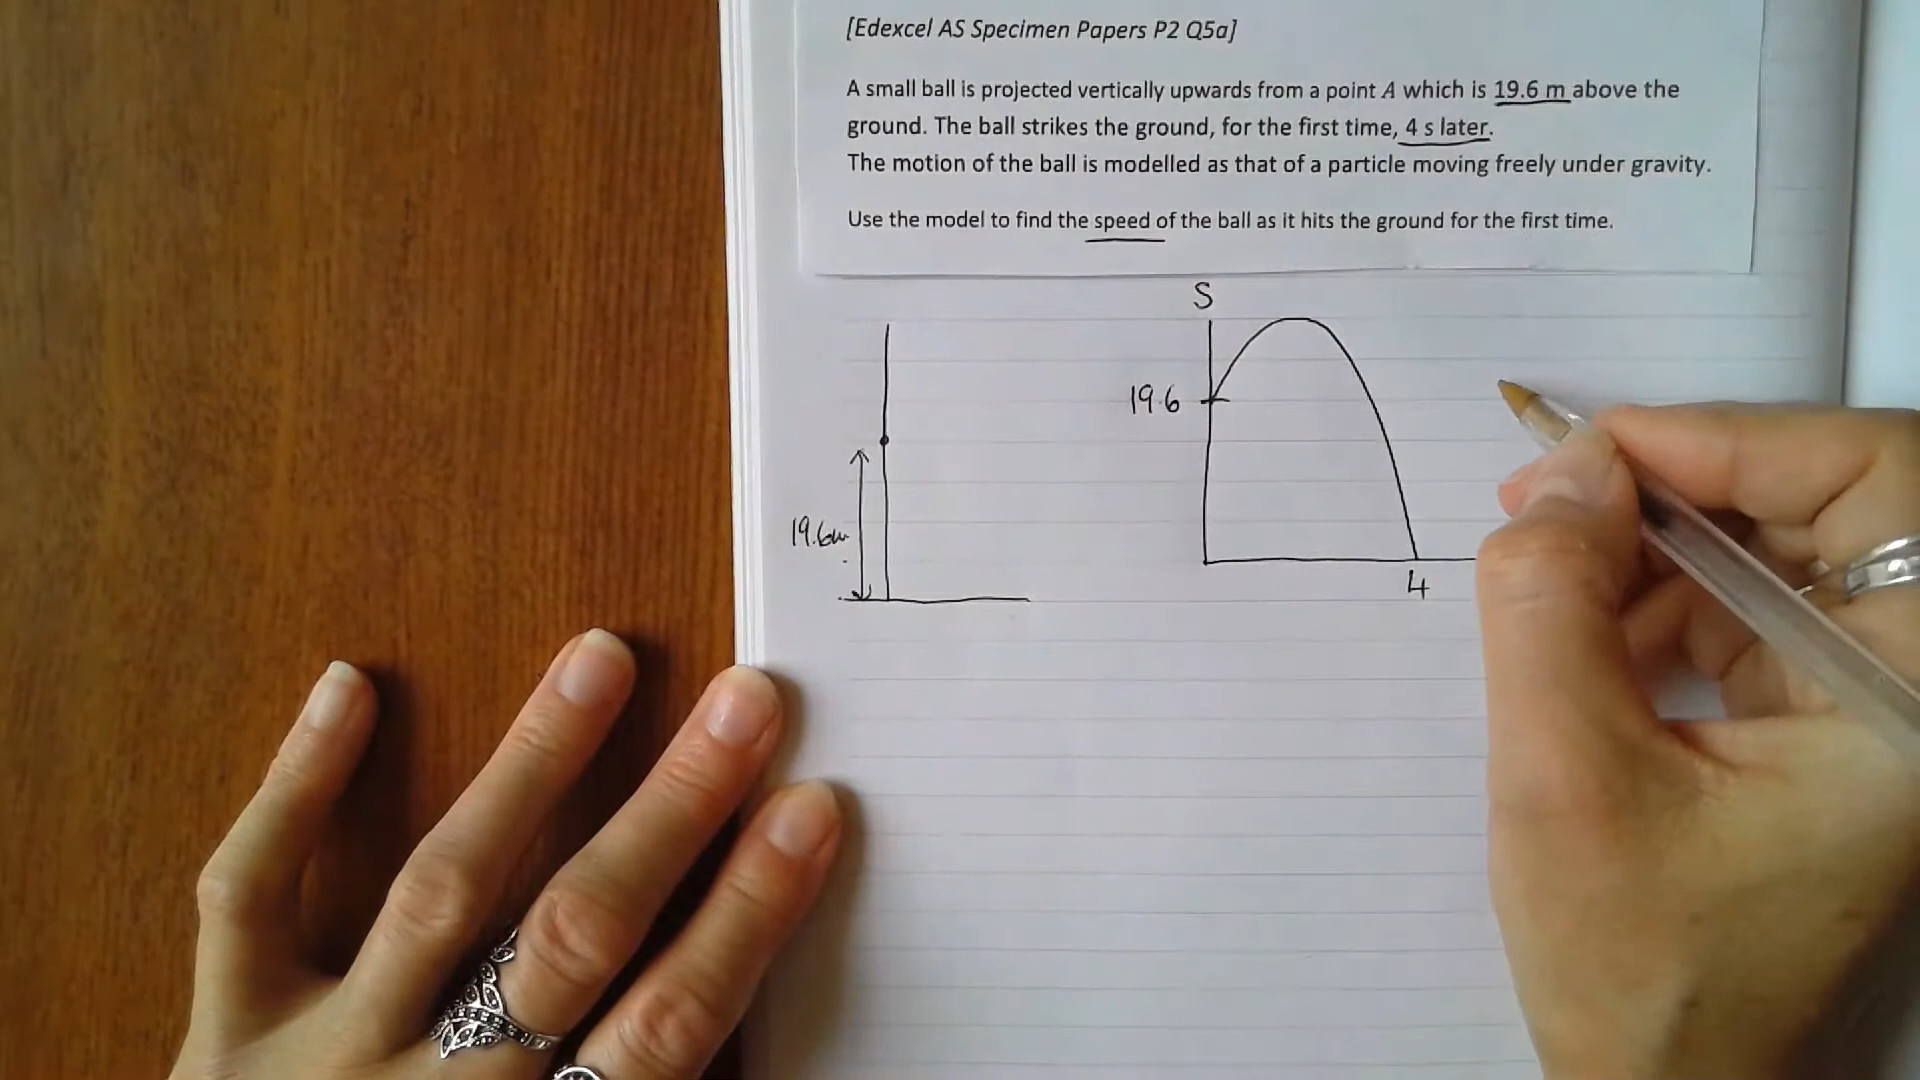 [Edexcel AS Specimen Papers P2 Q5a]
A small ball is projected vertically upwards from a point A which is 19.6 m above the
ground. The ball strikes the ground, for the first time, 4 s later.
The motion of the ball is modelled as that of a particle moving freely under gravity.
Use the model to find the speed of the ball as it hits the ground for the first time.
S
19.6
19.6m
4